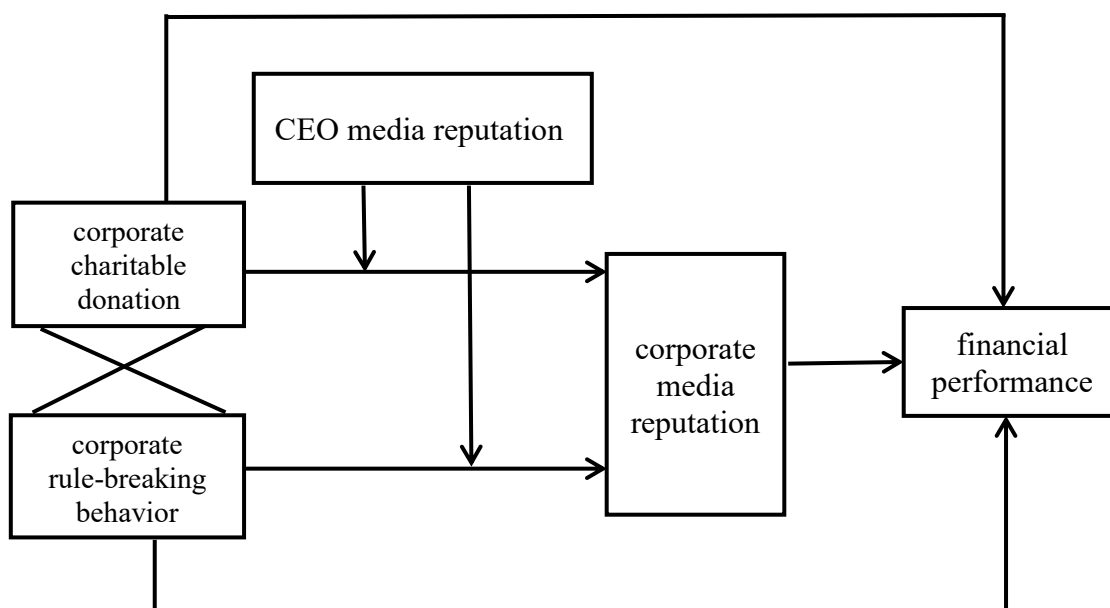 CEO media reputation
corporate
charitable
donation
corporate
media
reputation
financial
performance
corporate
rule-breaking
behavior